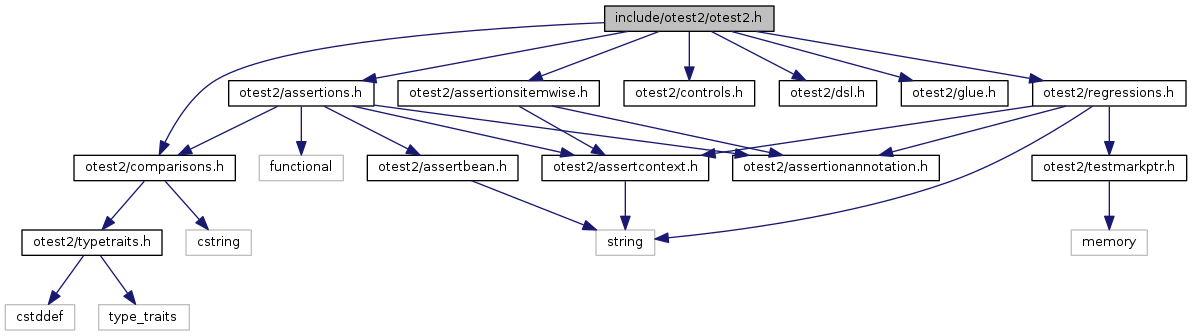 include/otest2/otest2.h
otest2/assertions.h
otest2/assertionsitemwise.h
otest2/controls.h
otest2/dsl.h
otest2/glue.h
otest2/regressions.h
otest2/comparisons.h
functional
otest2/assertbean.h
otest2/assertcontext.h
otest2/assertionannotation.h
otest2/testmarkptr.h
otest2/typetraits.h
cstring
string
memory
cstddef
type_traits